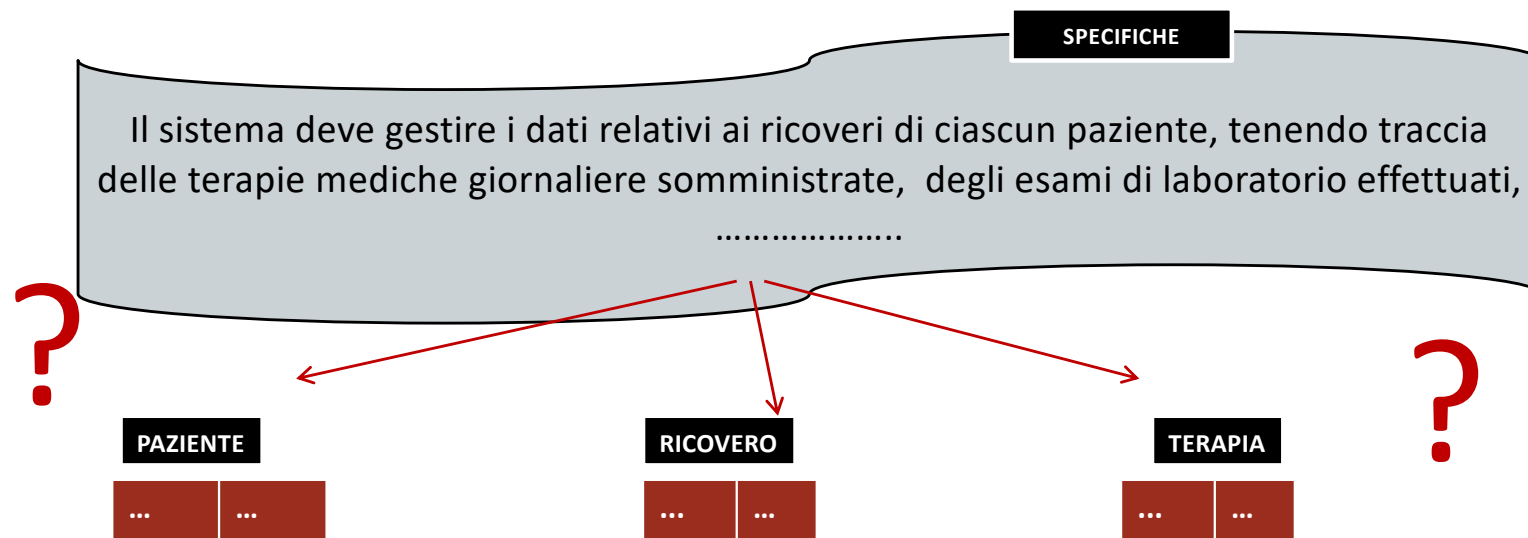 SPECIFICHE
Il sistema deve gestire i dati relativi ai ricoveri di ciascun paziente, tenendo traccia
delle terapie mediche giornaliere somministrate, degli esami di laboratorio effettuati,
………………..
? ?
PAZIENTE RICOVERO TERAPIA
… … … … … …